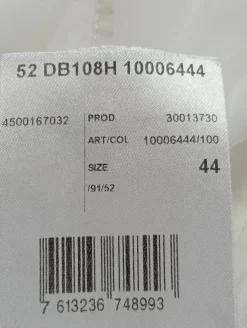 52 DB108H 10006444
4500167032 PROD 30013730
ART/COL 10006444/100
SIZE 44
/91/52
7 613236 748993